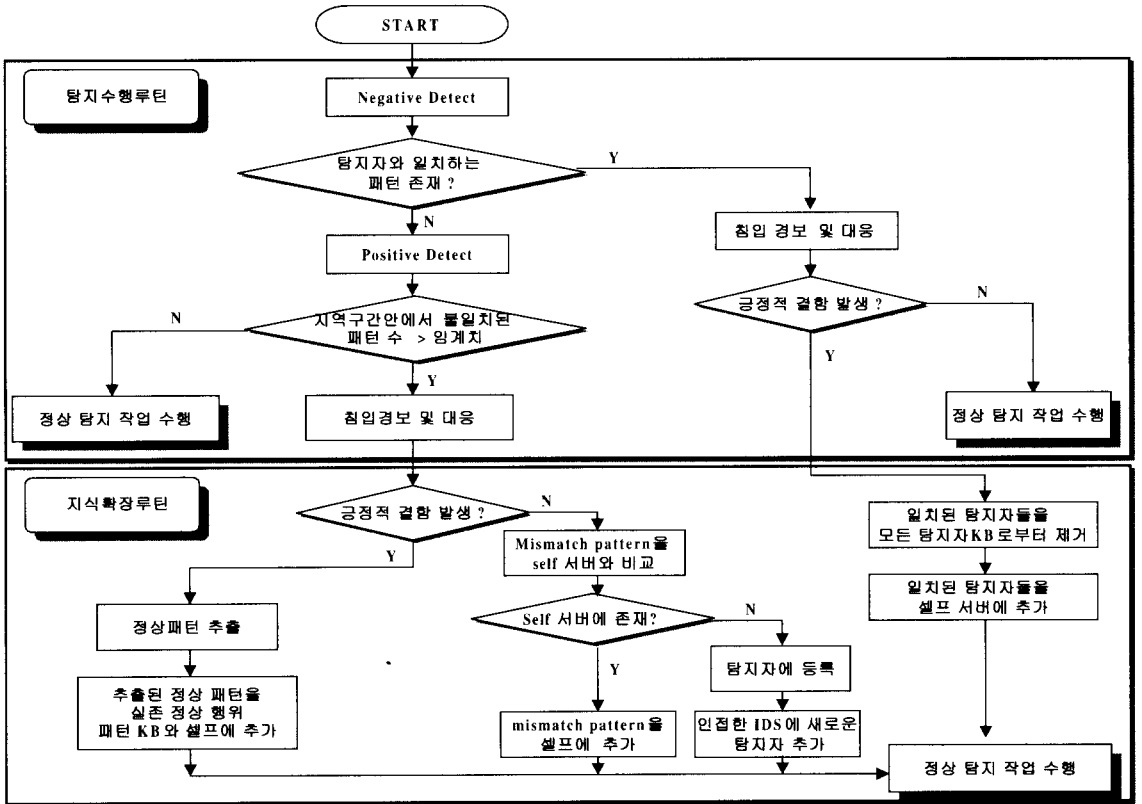 START
탐지수행루틴
Negative Detect
탐지자와 일치하는
패턴 존재 ?
Y
N
침입 경보 및 대응
Positive Detect
긍정적 결함 발생 ?
N
N
지역구간안에서 불일치된
패턴 수 > 임계치
Y
Y
정상 탐지 작업 수행
침입경보 및 대응
정상 탐지 작업 수행
지식확장루틴
긍정적 결함 발생 ?
N
Y
Mismatch pattern을
self 서버와 비교
일치된 탐지자들을
모든 탐지자KB로부터 제거
일치된 탐지자들을
셀프 서버에 추가
정상패턴 추출
Self 서버에 존재?
N
Y
탐지자에 등록
추출된 정상 패턴을
실존 정상 행위
패턴 KB와 셀프에 추가
mismatch pattern을
셀프에 추가
인접한 IDS에 새로운
탐지자 추가
정상 탐지 작업 수행